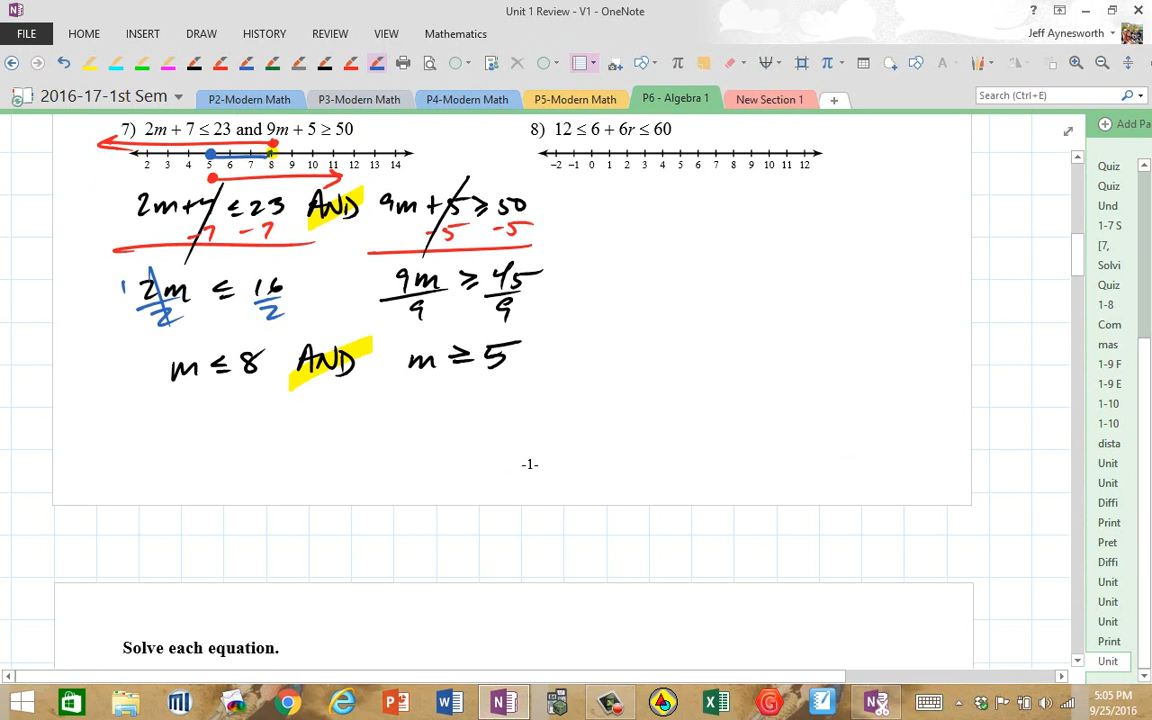 Unit 1 Review - V1 - OneNote
FILE HOME INSERT DRAW HISTORY REVIEW VIEW Mathematics
Jeff Aynesworth
2016-17-1st Sem
P2-Modern Math P3-Modern Math P4-Modern Math P5-Modern Math P6 - Algebra 1 New Section 1
Search (Ctrl+E)
Add Pa
7) 2m + 7 ≤ 23 and 9m + 5 ≥ 50
2 3 4 5 6 7 8 9 10 11 12 13 14
2m+7 ≤ 23 AND 9m + 5 ≥ 50
-7 -7 -5 -5
1 2m ≤ 16 9m ≥ 45
2 2 9 9
m ≤ 8 AND m ≥ 5
8) 12 ≤ 6 + 6r ≤ 60
-2 -1 0 1 2 3 4 5 6 7 8 9 10 11 12
-1-
Solve each equation.
Quiz
Quiz
Und
1-7 S
[7,
Solvi
Quiz
1-8
Com
mas
1-9 F
1-9 E
1-10
1-10
dista
Unit
Unit
Diffi
Print
Pret
Diffi
Unit
Unit
Unit
Print
Unit
5:05 PM
9/25/2016